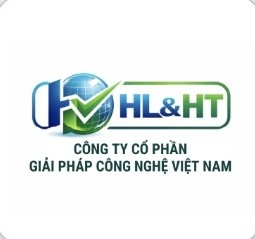 HL&HT
CÔNG TY CỔ PHẦN
GIẢI PHÁP CÔNG NGHỆ VIỆT NAM